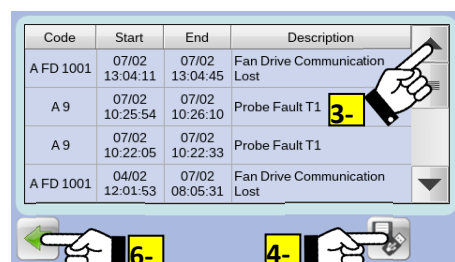 Code Start End Description
A FD 1001 07/02 13:04:11 07/02 13:04:45 Fan Drive Communication Lost
A 9 07/02 10:25:54 07/02 10:26:10 Probe Fault T1
3-
A 9 07/02 10:22:05 07/02 10:22:33 Probe Fault T1
A FD 1001 04/02 12:01:53 07/02 08:05:31 Fan Drive Communication Lost
6-
4-